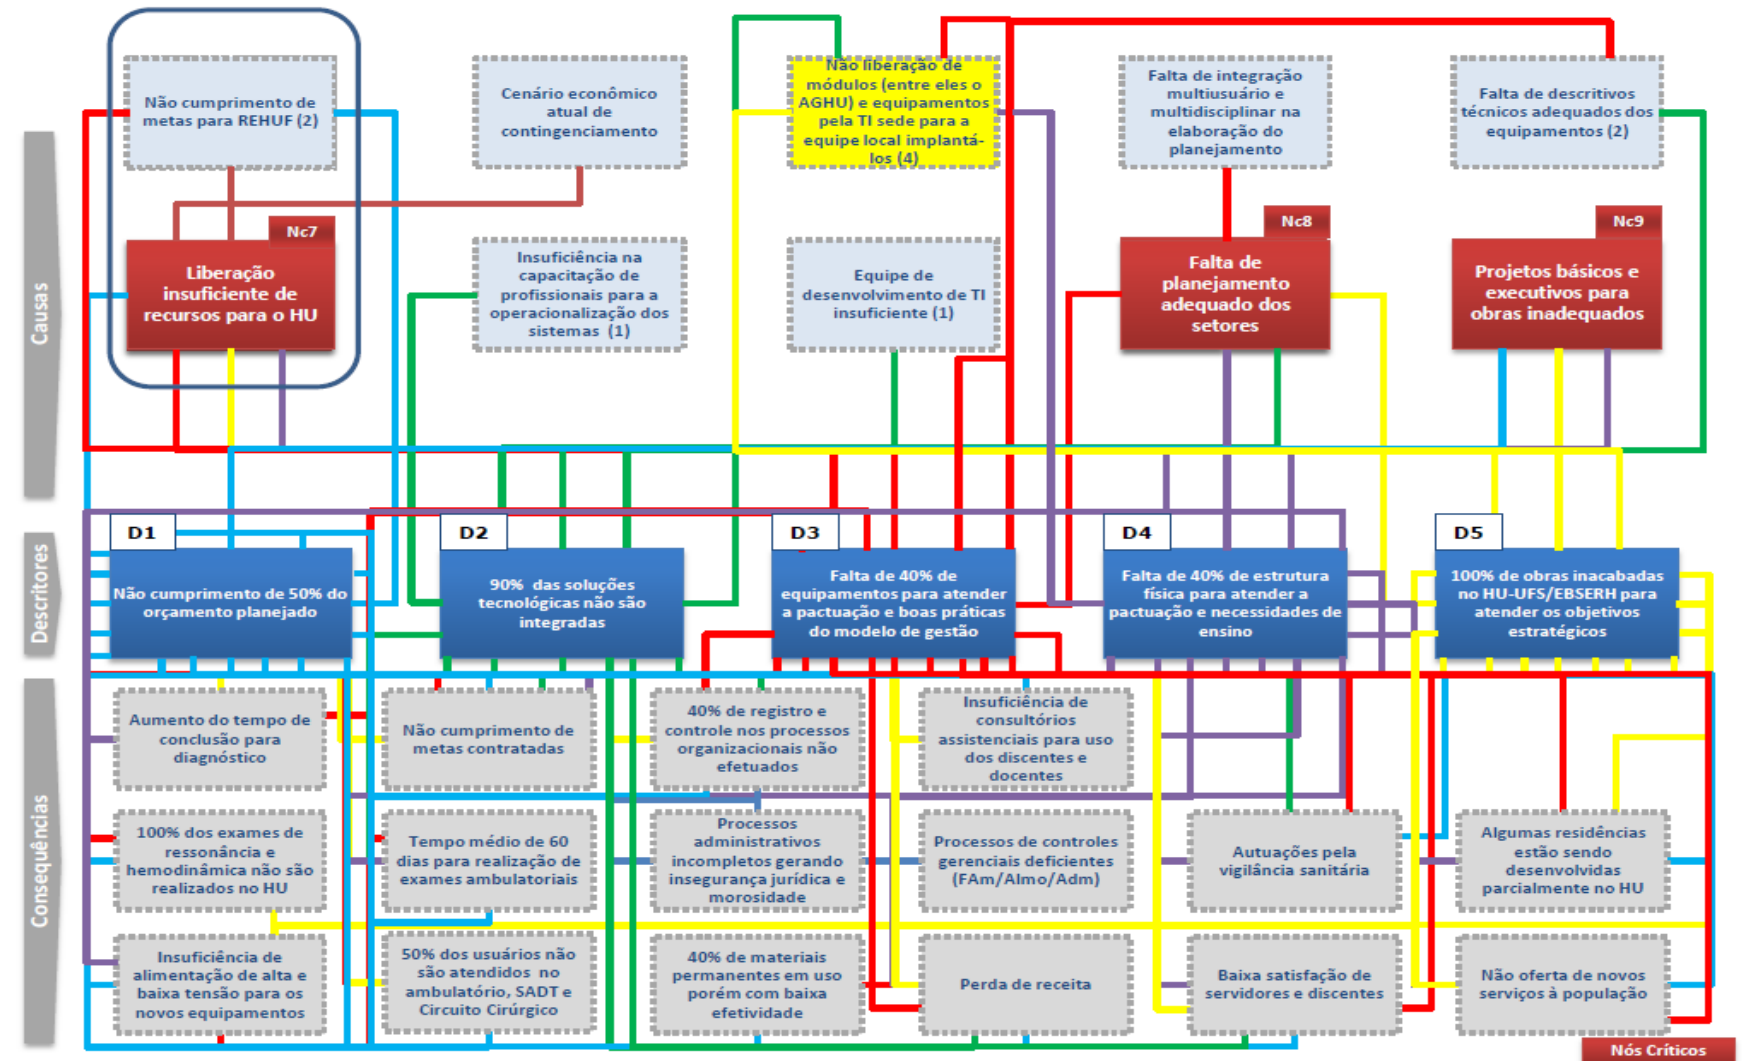 Causas
Não cumprimento de
metas para REHUF (2)
Cenário econômico
atual de
contingenciamento
Não liberação de
módulos (entre eles o
AGHU) e equipamentos
pela TI sede para a
equipe local implantá-
los (4)
Falta de integração
multiusuário e
multidisciplinar na
elaboração do
planejamento
Falta de descritivos
técnicos adequados dos
equipamentos (2)
Nc7
Liberação
insuficiente de
recursos para o HU
Insuficiência na
capacitação de
profissionais para a
operacionalização dos
sistemas (1)
Equipe de
desenvolvimento de TI
insuficiente (1)
Nc8
Falta de
planejamento
adequado dos
setores
Nc9
Projetos básicos e
executivos para
obras inadequados
Descritores
D1
Não cumprimento de 50% do
orçamento planejado
D2
90% das soluções
tecnológicas não são
integradas
D3
Falta de 40% de
equipamentos para atender
a pactuação e boas práticas
do modelo de gestão
D4
Falta de 40% de estrutura
física para atender a
pactuação e necessidades de
ensino
D5
100% de obras inacabadas
no HU-UFS/EBSERH para
atender os objetivos
estratégicos
Consequências
Aumento do tempo de
conclusão para
diagnóstico
Não cumprimento de
metas contratadas
40% de registro e
controle nos processos
organizacionais não
efetuados
Insuficiência de
consultórios
assistenciais para uso
dos discentes e
docentes
100% dos exames de
ressonância e
hemodinâmica não são
realizados no HU
Tempo médio de 60
dias para realização de
exames ambulatoriais
Processos
administrativos
incompletos gerando
insegurança jurídica e
morosidade
Processos de controles
gerenciais deficientes
(FAm/Almo/Adm)
Autuações pela
vigilância sanitária
Algumas residências
estão sendo
desenvolvidas
parcialmente no HU
Insuficiência de
alimentação de alta e
baixa tensão para os
novos equipamentos
50% dos usuários não
são atendidos no
ambulatório, SADT e
Circuito Cirúrgico
40% de materiais
permanentes em uso
porém com baixa
efetividade
Perda de receita
Baixa satisfação de
servidores e discentes
Não oferta de novos
serviços à população
Nós Críticos